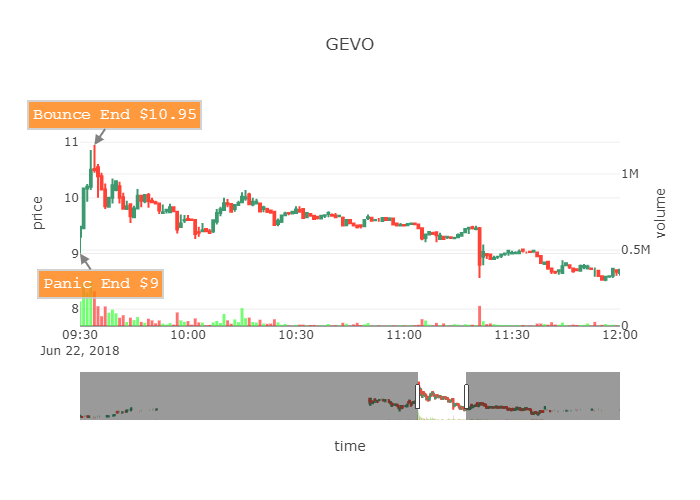 GEVO
Bounce End $10.95
11
10
9
8
price
Panic End $9
1M
0.5M
0
volume
09:30
10:00
10:30
11:00
11:30
12:00
Jun 22, 2018
time